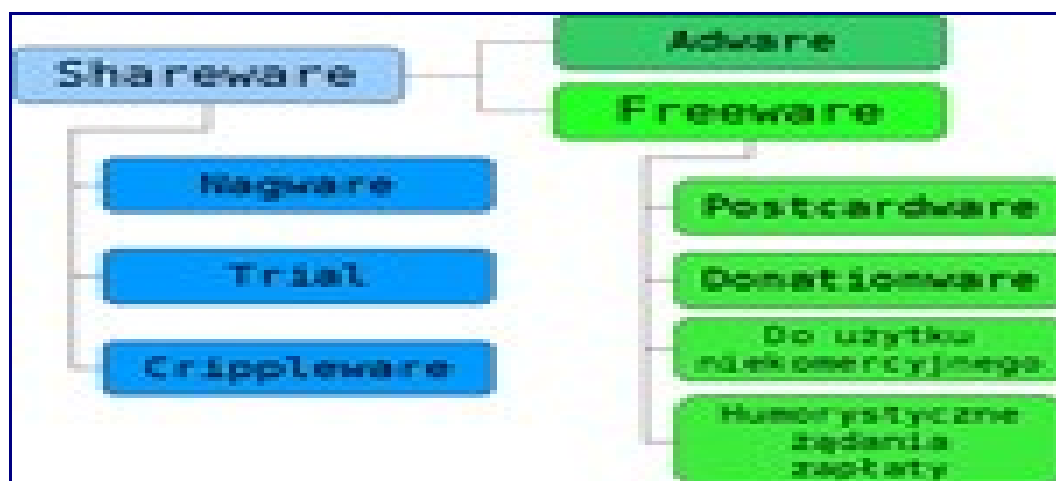 Shareware
Adware
Freeware
Nagware
Trial
Crippleware
Postcardware
Donationware
Do użytku
niekomercyjnego
Humorystyczne
żądania
zapłaty